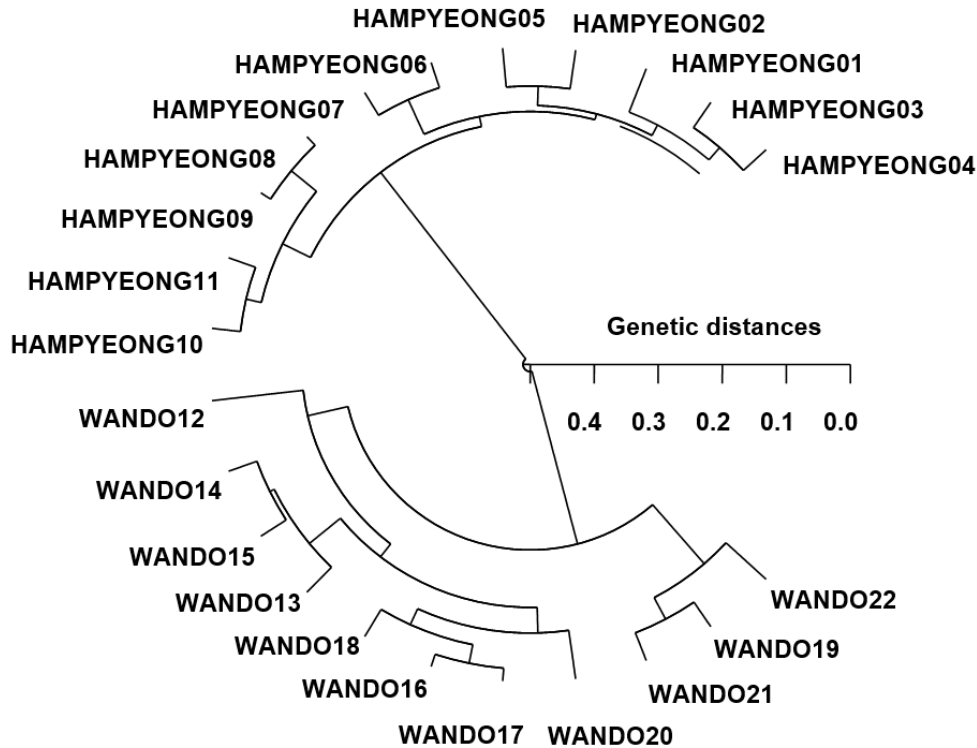 HAMPYEONG05
HAMPYEONG02
HAMPYEONG06
HAMPYEONG01
HAMPYEONG07
HAMPYEONG03
HAMPYEONG08
HAMPYEONG04
HAMPYEONG09
HAMPYEONG11
Genetic distances
HAMPYEONG10
WANDO12
0.4 0.3 0.2 0.1 0.0
WANDO14
WANDO15
WANDO13
WANDO22
WANDO18
WANDO19
WANDO16
WANDO21
WANDO17
WANDO20